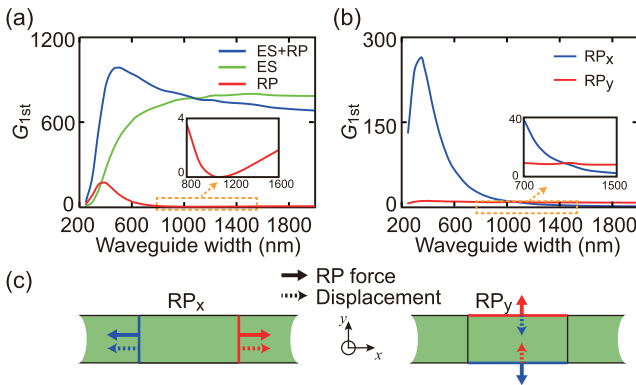 (a)
G1st
1200
800
400
0
ES+RP
ES
RP
4
0
800 1200 1600
200 600 1000 1400 1800
Waveguide width (nm)
(b)
G1st
300
150
0
RPx
RPy
40
0
700 1500
200 600 1000 1400 1800
Waveguide width (nm)
(c)
RP force
Displacement
RPx
y
x
RPy